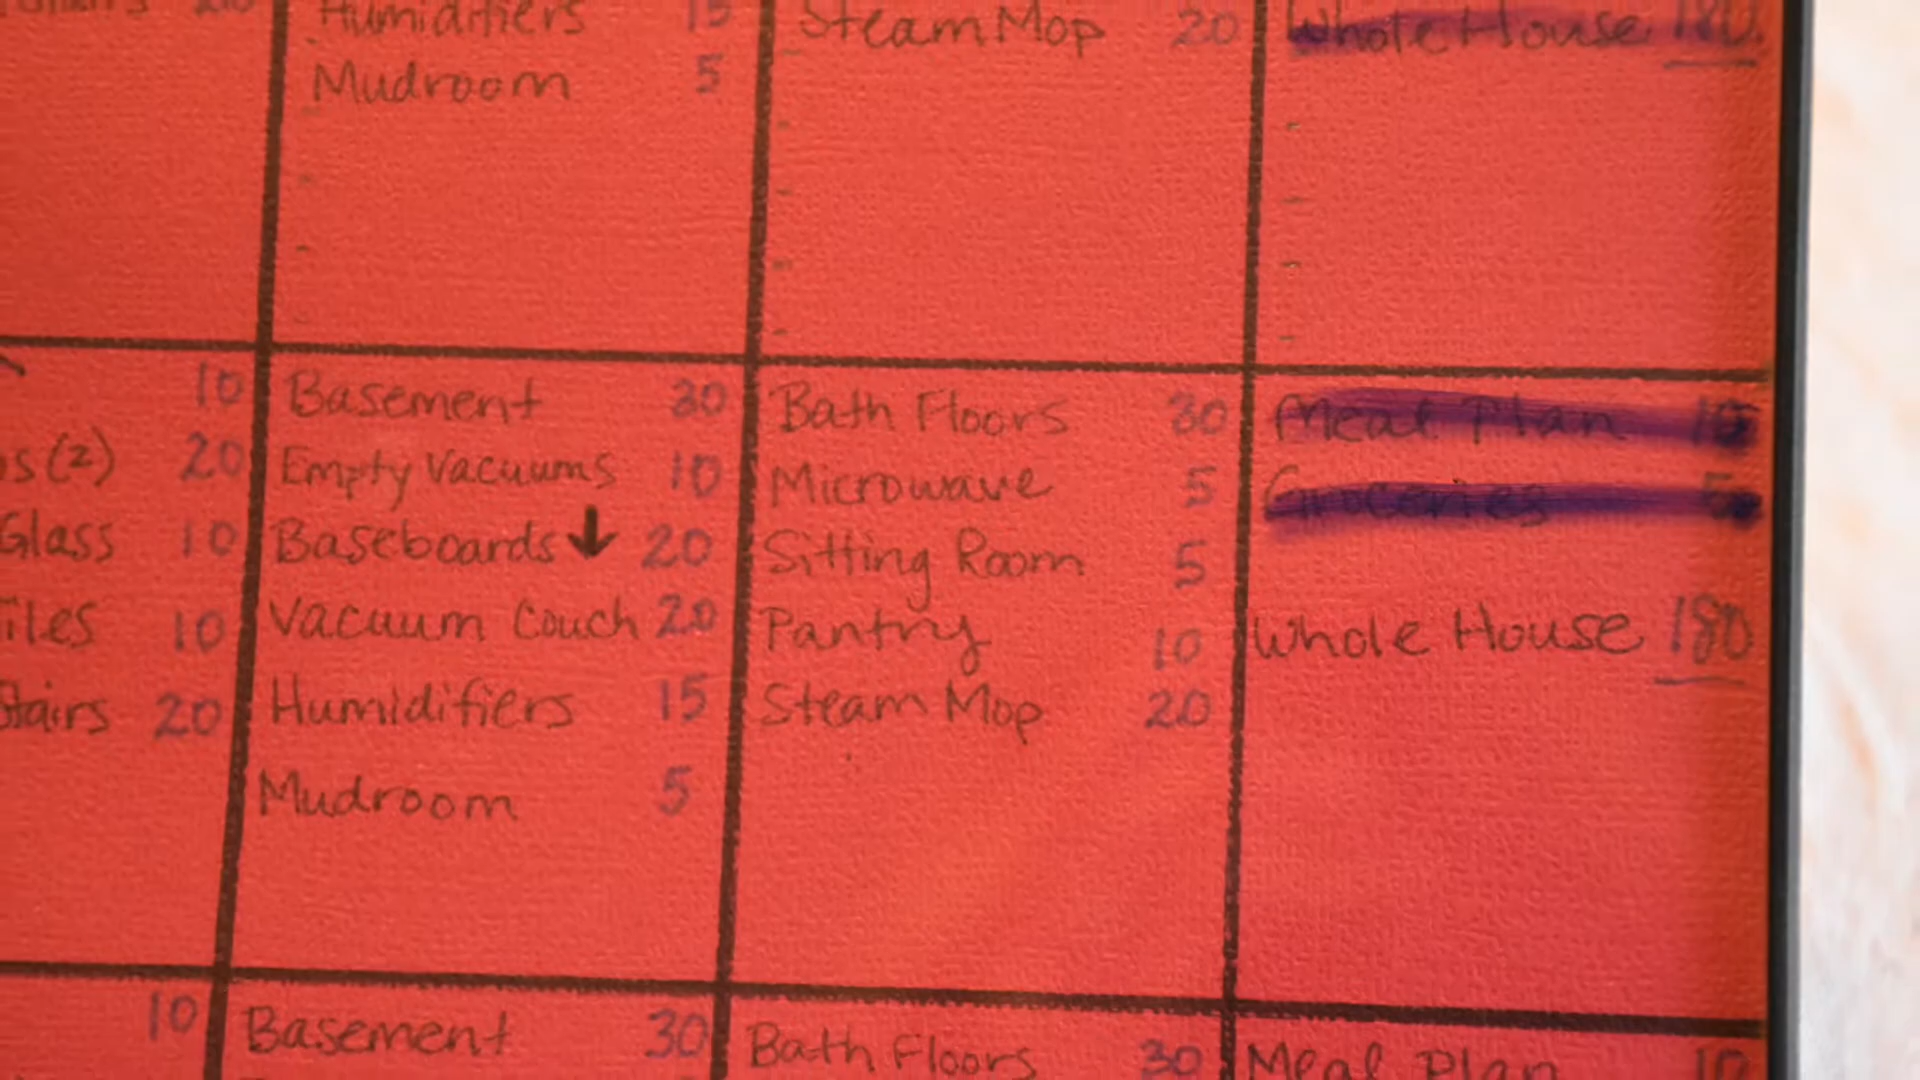 Humidifiers 15
Mudroom 5
Steam Mop 20
Whole House 180
10
s (2) 20
Glass 10
iles 10
Stairs 20
Basement 30
Empty Vacuums 10
Baseboards ↓ 20
Vacuum Couch 20
Humidifiers 15
Mudroom 5
Bath Floors 30
Microwave 5
Sitting Room 5
Pantry 10
Steam Mop 20
Meal Plan 10
Groceries
Whole House 180
10
Basement 30
Bath Floors 30
Meal Plan 10